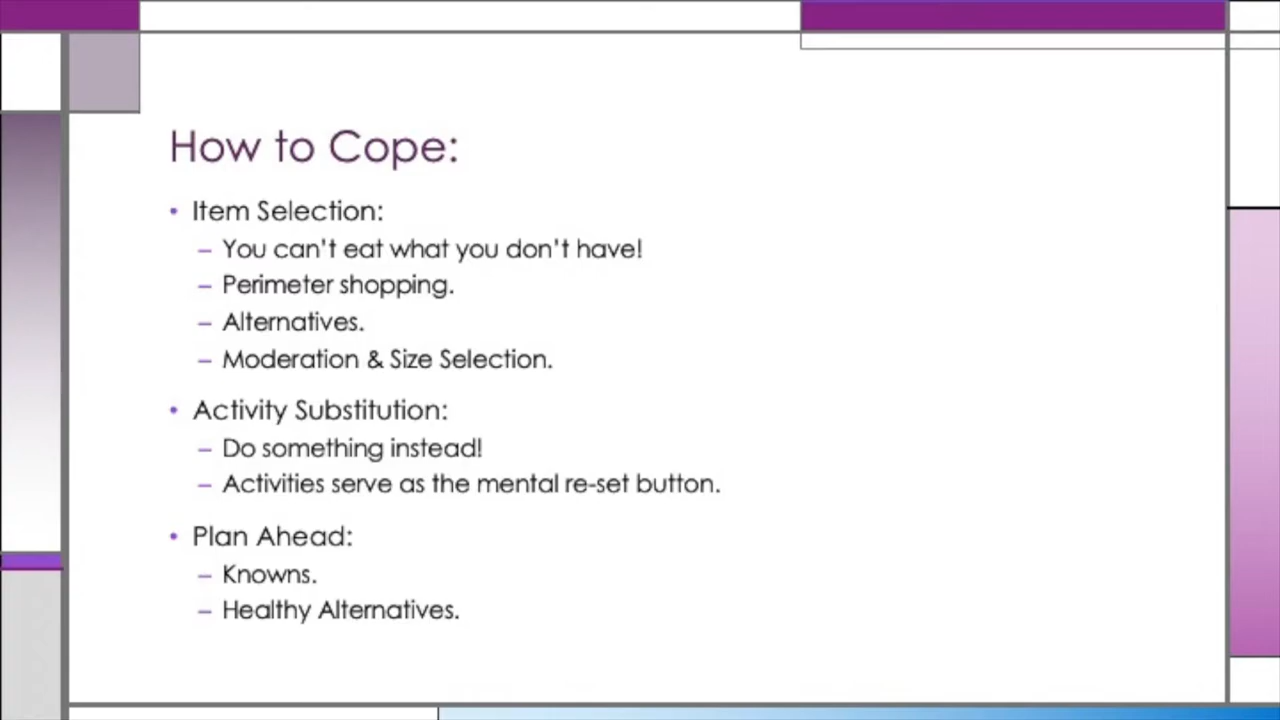 How to Cope:
• Item Selection:
– You can't eat what you don't have!
– Perimeter shopping.
– Alternatives.
– Moderation & Size Selection.
• Activity Substitution:
– Do something instead!
– Activities serve as the mental re-set button.
• Plan Ahead:
– Knowns.
– Healthy Alternatives.